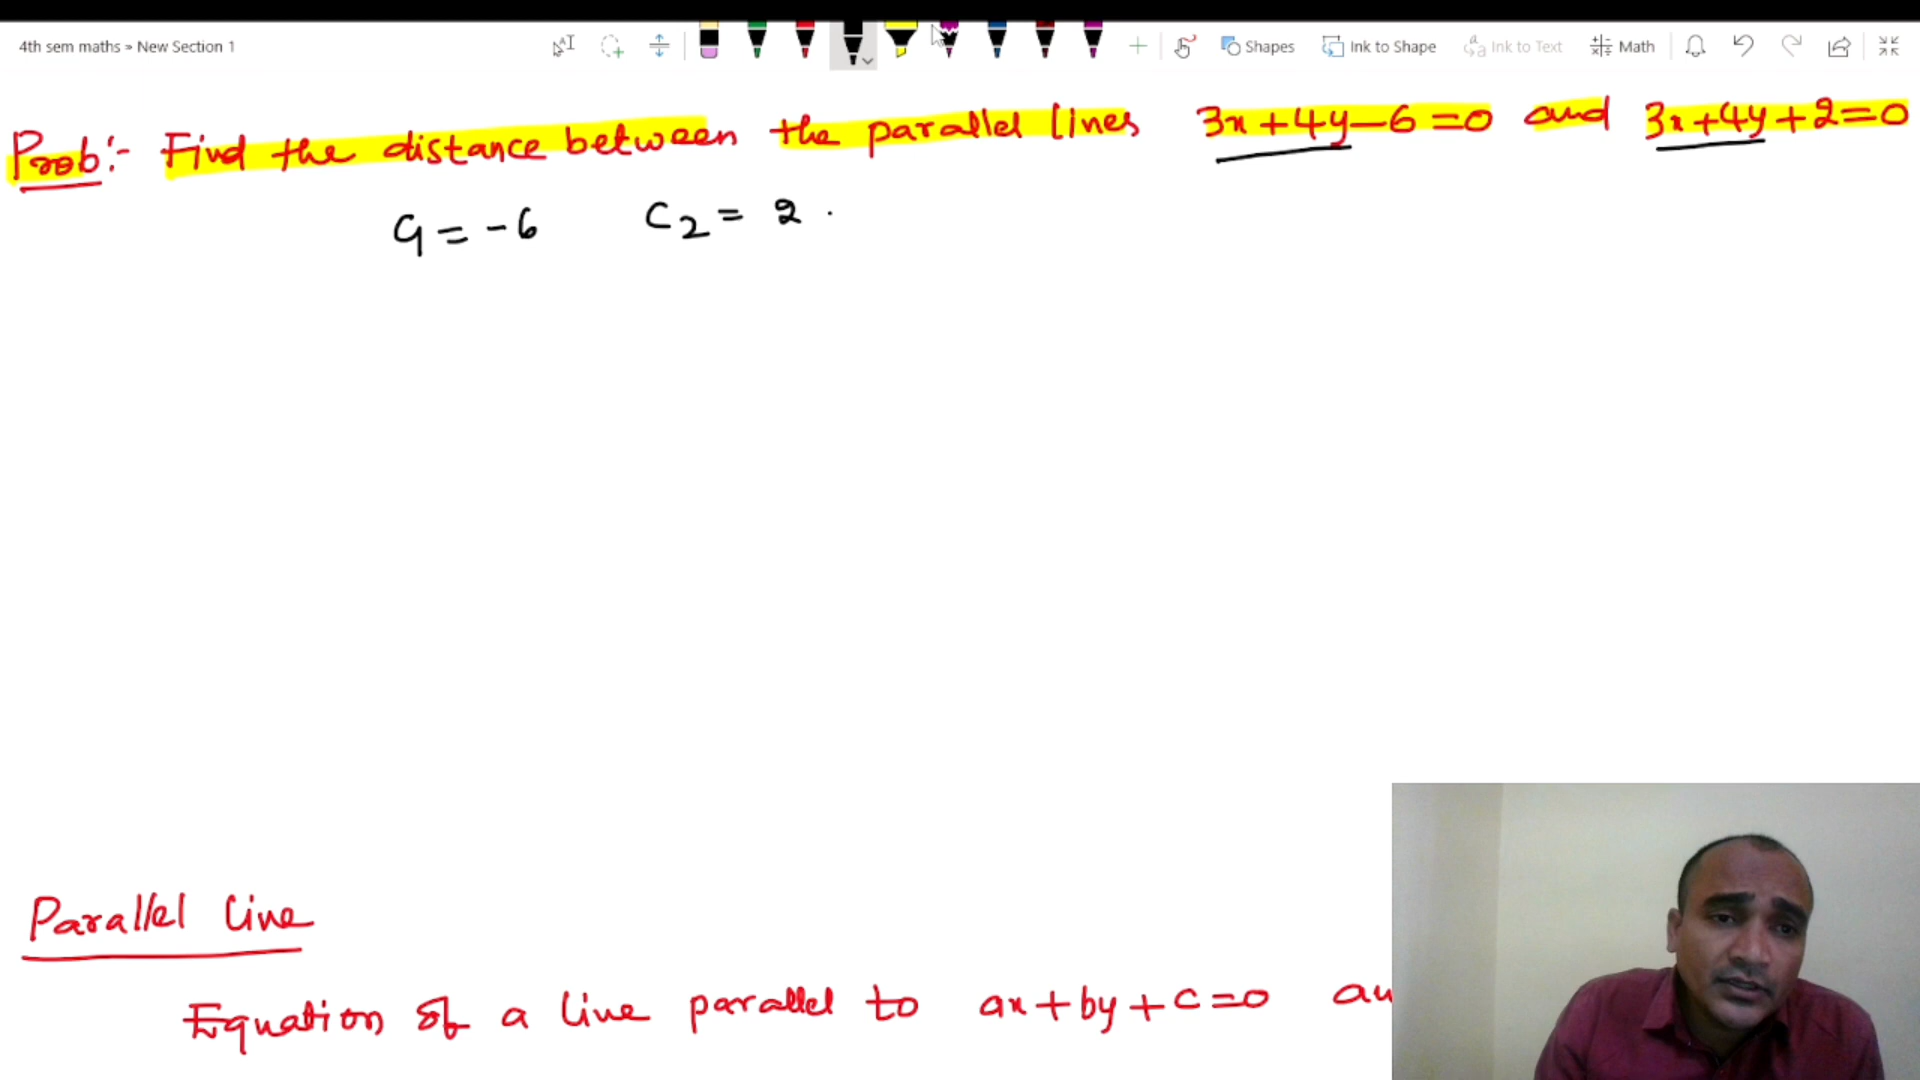 4th sem maths » New Section 1
Shapes Ink to Shape Ink to Text Math
Prob:- Find the distance between the parallel lines 3x+4y-6=0 and 3x+4y+2=0
C1=-6 C2=2.
Parallel line
Equation of a line parallel to ax+by+c=0